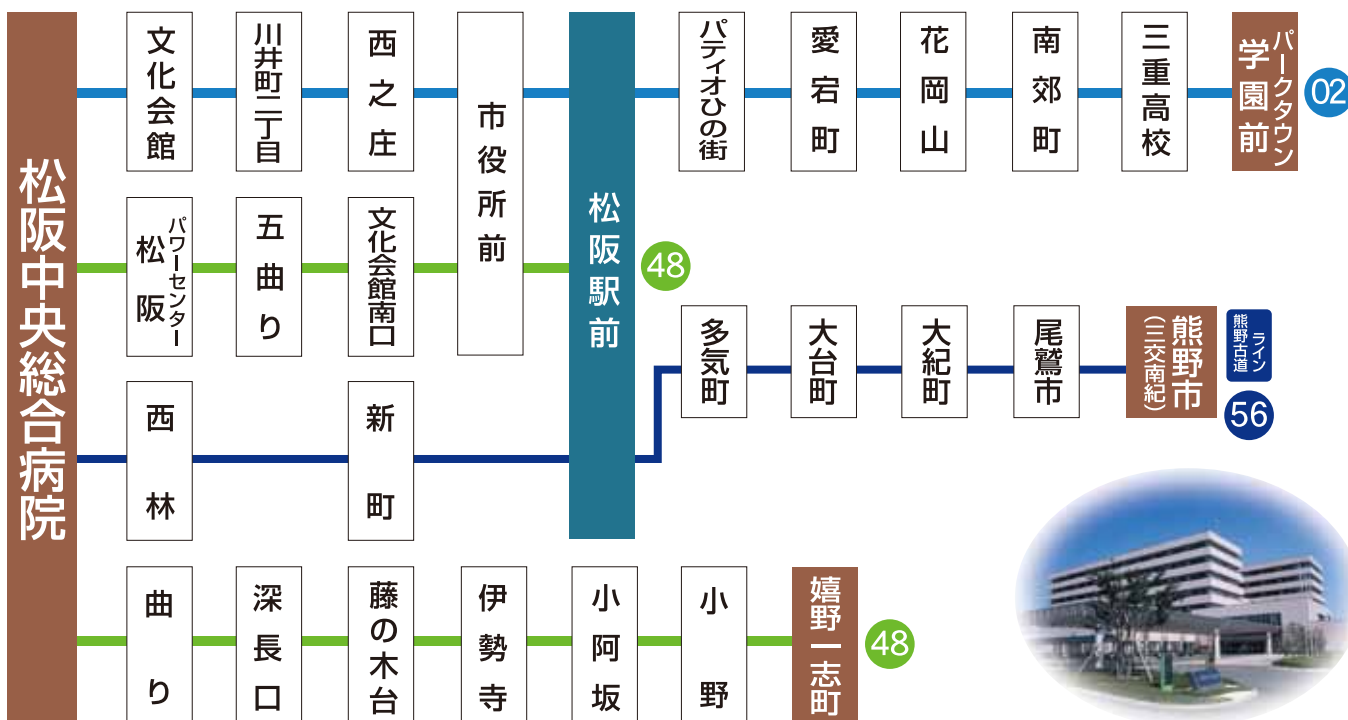 松阪中央総合病院
文化会館
川井町二丁目
西之庄
市役所前
松阪駅前
パティオひの街
愛宕町
花岡山
南郊町
三重高校
パークタウン
学園前
02
パワーセンター
松阪
五曲り
文化会館南口
48
西林
新町
多気町
大台町
大紀町
尾鷲市
熊野市
(三交南紀)
熊野古道
ライン
56
曲り
深長口
藤の木台
伊勢寺
小阿坂
小野
嬉野一志町
48